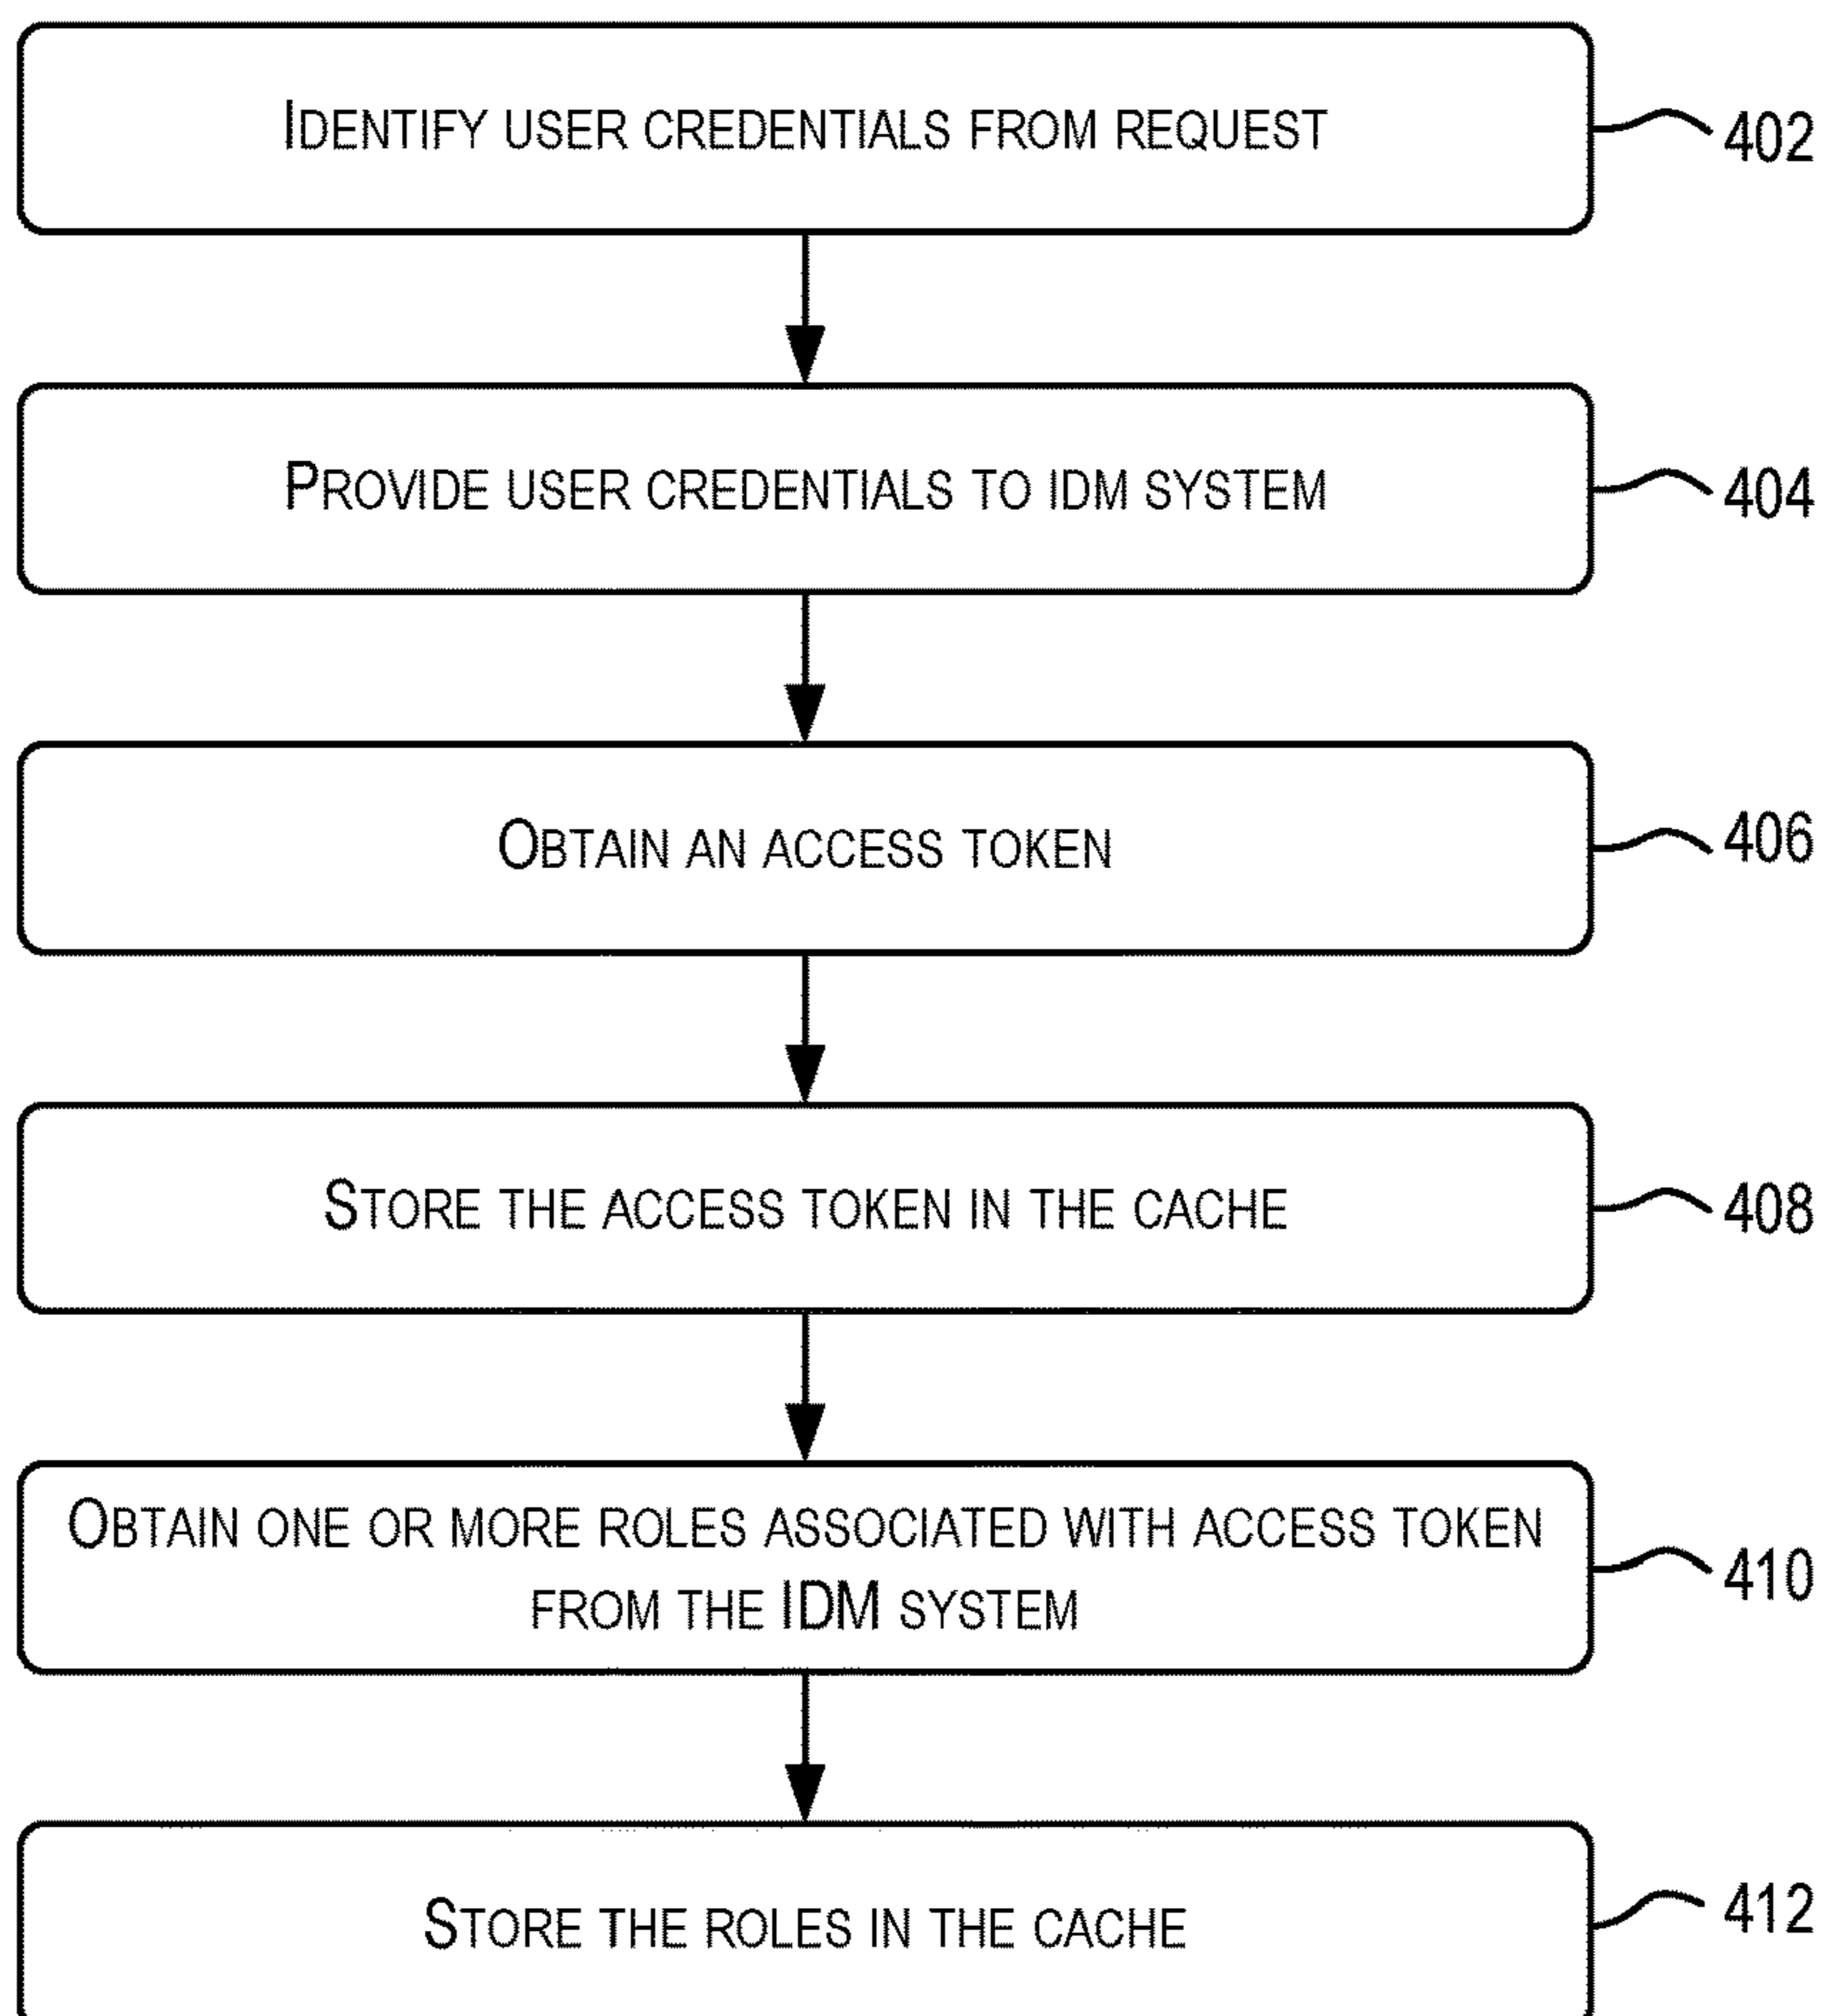 IDENTIFY USER CREDENTIALS FROM REQUEST
402
PROVIDE USER CREDENTIALS TO IDM SYSTEM
404
OBTAIN AN ACCESS TOKEN
406
STORE THE ACCESS TOKEN IN THE CACHE
408
OBTAIN ONE OR MORE ROLES ASSOCIATED WITH ACCESS TOKEN
FROM THE IDM SYSTEM
410
STORE THE ROLES IN THE CACHE
412